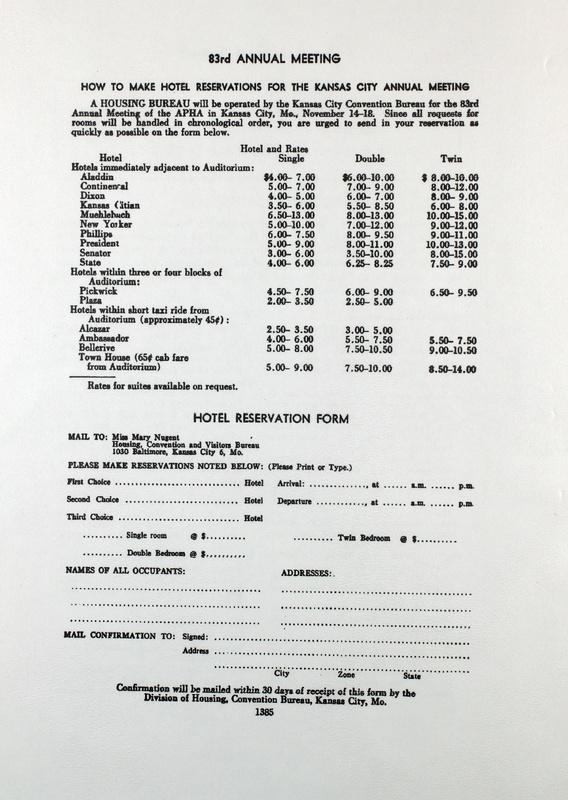 83rd ANNUAL MEETING
HOW TO MAKE HOTEL RESERVATIONS FOR THE KANSAS CITY ANNUAL MEETING
A HOUSING BUREAU will be operated by the Kansas City Convention Bureau for the 83rd
Annual Meeting of the APHA in Kansas City, Mo., November 14-18. Since all requests for
rooms will be handled in chronological order, you are urged to send in your reservation as
quickly as possible on the form below.
Hotel and Rates
Hotel Single Double Twin
Hotels immediately adjacent to Auditorium:
Aladdin $4.00– 7.00 $6.00–10.00 $ 8.00–10.00
Continental 5.00– 7.00 7.00– 9.00 8.00–12.00
Dixon 4.00– 5.00 6.00– 7.00 8.00– 9.00
Kansas Citian 3.50– 6.00 5.50– 8.50 6.00– 8.00
Muehlebach 6.50–13.00 8.00–13.00 10.00–15.00
New Yorker 5.00–10.00 7.00–12.00 9.00–12.00
Phillips 6.00– 7.50 8.00– 9.50 9.00–11.00
President 5.00– 9.00 8.00–11.00 10.00–13.00
Senator 3.00– 6.00 3.50–10.00 8.00–15.00
State 4.00– 6.00 6.25– 8.25 7.50– 9.00
Hotels within three or four blocks of
Auditorium:
Pickwick 4.50– 7.50 6.00– 9.00 6.50– 9.50
Plaza 2.00– 3.50 2.50– 5.00
Hotels within short taxi ride from
Auditorium (approximately 45¢) :
Alcazar 2.50– 3.50 3.00– 5.00
Ambassador 4.00– 6.00 5.50– 7.50 5.50– 7.50
Bellerive 5.00– 8.00 7.50–10.50 9.00–10.50
Town House (65¢ cab fare
from Auditorium) 5.00– 9.00 7.50–10.00 8.50–14.00
Rates for suites available on request.
HOTEL RESERVATION FORM
MAIL TO: Miss Mary Nugent
Housing, Convention and Visitors Bureau
1030 Baltimore, Kansas City 6, Mo.
PLEASE MAKE RESERVATIONS NOTED BELOW: (Please Print or Type.)
First Choice .............................. Hotel Arrival: .............., at ...... a.m. ...... p.m.
Second Choice .............................. Hotel Departure .............., at ...... a.m. ...... p.m.
Third Choice .............................. Hotel
.......... Single room @ $.......... .......... Twin Bedroom @ $..........
.......... Double Bedroom @ $..........
NAMES OF ALL OCCUPANTS: ADDRESSES:
MAIL CONFIRMATION TO: Signed: ..............................
Address ..............................
City Zone State
Confirmation will be mailed within 30 days of receipt of this form by the
Division of Housing, Convention Bureau, Kansas City, Mo.
1385